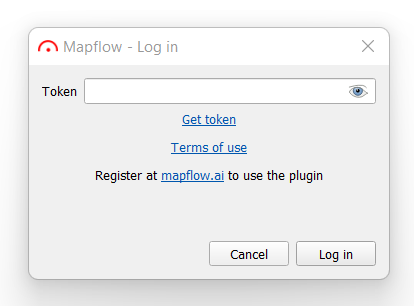 Mapflow - Log in
Token
Get token
Terms of use
Register at mapflow.ai to use the plugin
Cancel Log in